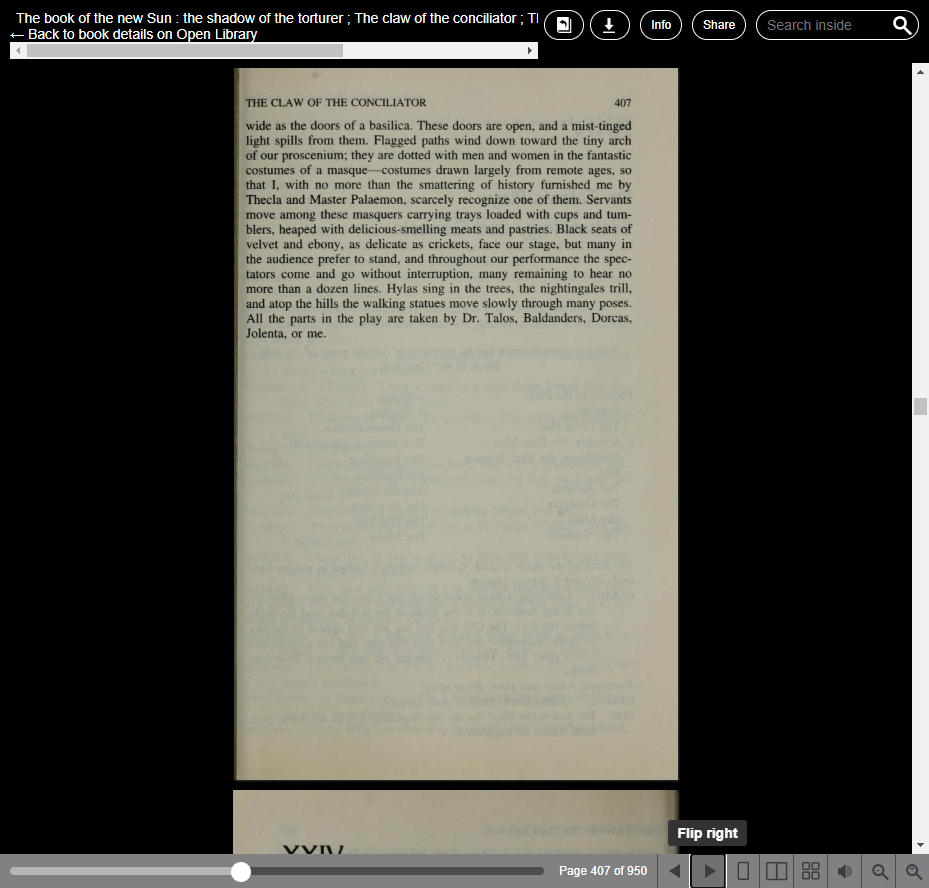 The book of the new Sun : the shadow of the torturer ; The claw of the conciliator ; Tl
← Back to book details on Open Library
Info
Share
Search inside
THE CLAW OF THE CONCILIATOR 407
wide as the doors of a basilica. These doors are open, and a mist-tinged
light spills from them. Flagged paths wind down toward the tiny arch
of our proscenium; they are dotted with men and women in the fantastic
costumes of a masque—costumes drawn largely from remote ages, so
that I, with no more than the smattering of history furnished me by
Thecla and Master Palaemon, scarcely recognize one of them. Servants
move among these masquers carrying trays loaded with cups and tum-
blers, heaped with delicious-smelling meats and pastries. Black seats of
velvet and ebony, as delicate as crickets, face our stage, but many in
the audience prefer to stand, and throughout our performance the spec-
tators come and go without interruption, many remaining to hear no
more than a dozen lines. Hylas sing in the trees, the nightingales trill,
and atop the hills the walking statues move slowly through many poses.
All the parts in the play are taken by Dr. Talos, Baldanders, Dorcas,
Jolenta, or me.
XXIV
Flip right
Page 407 of 950